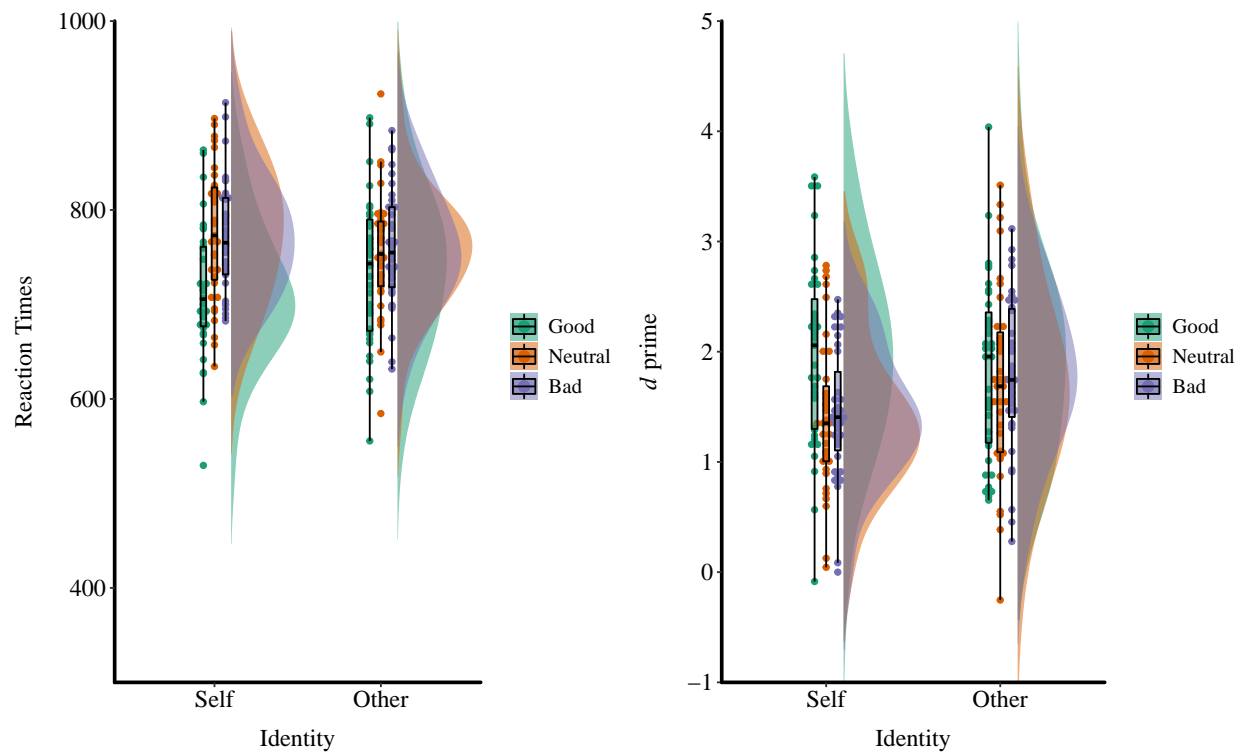 1000
800
600
400
Reaction Times
Self Other
Identity
Good
Neutral
Bad
5
4
3
2
1
0
−1
d prime
Self Other
Identity
Good
Neutral
Bad